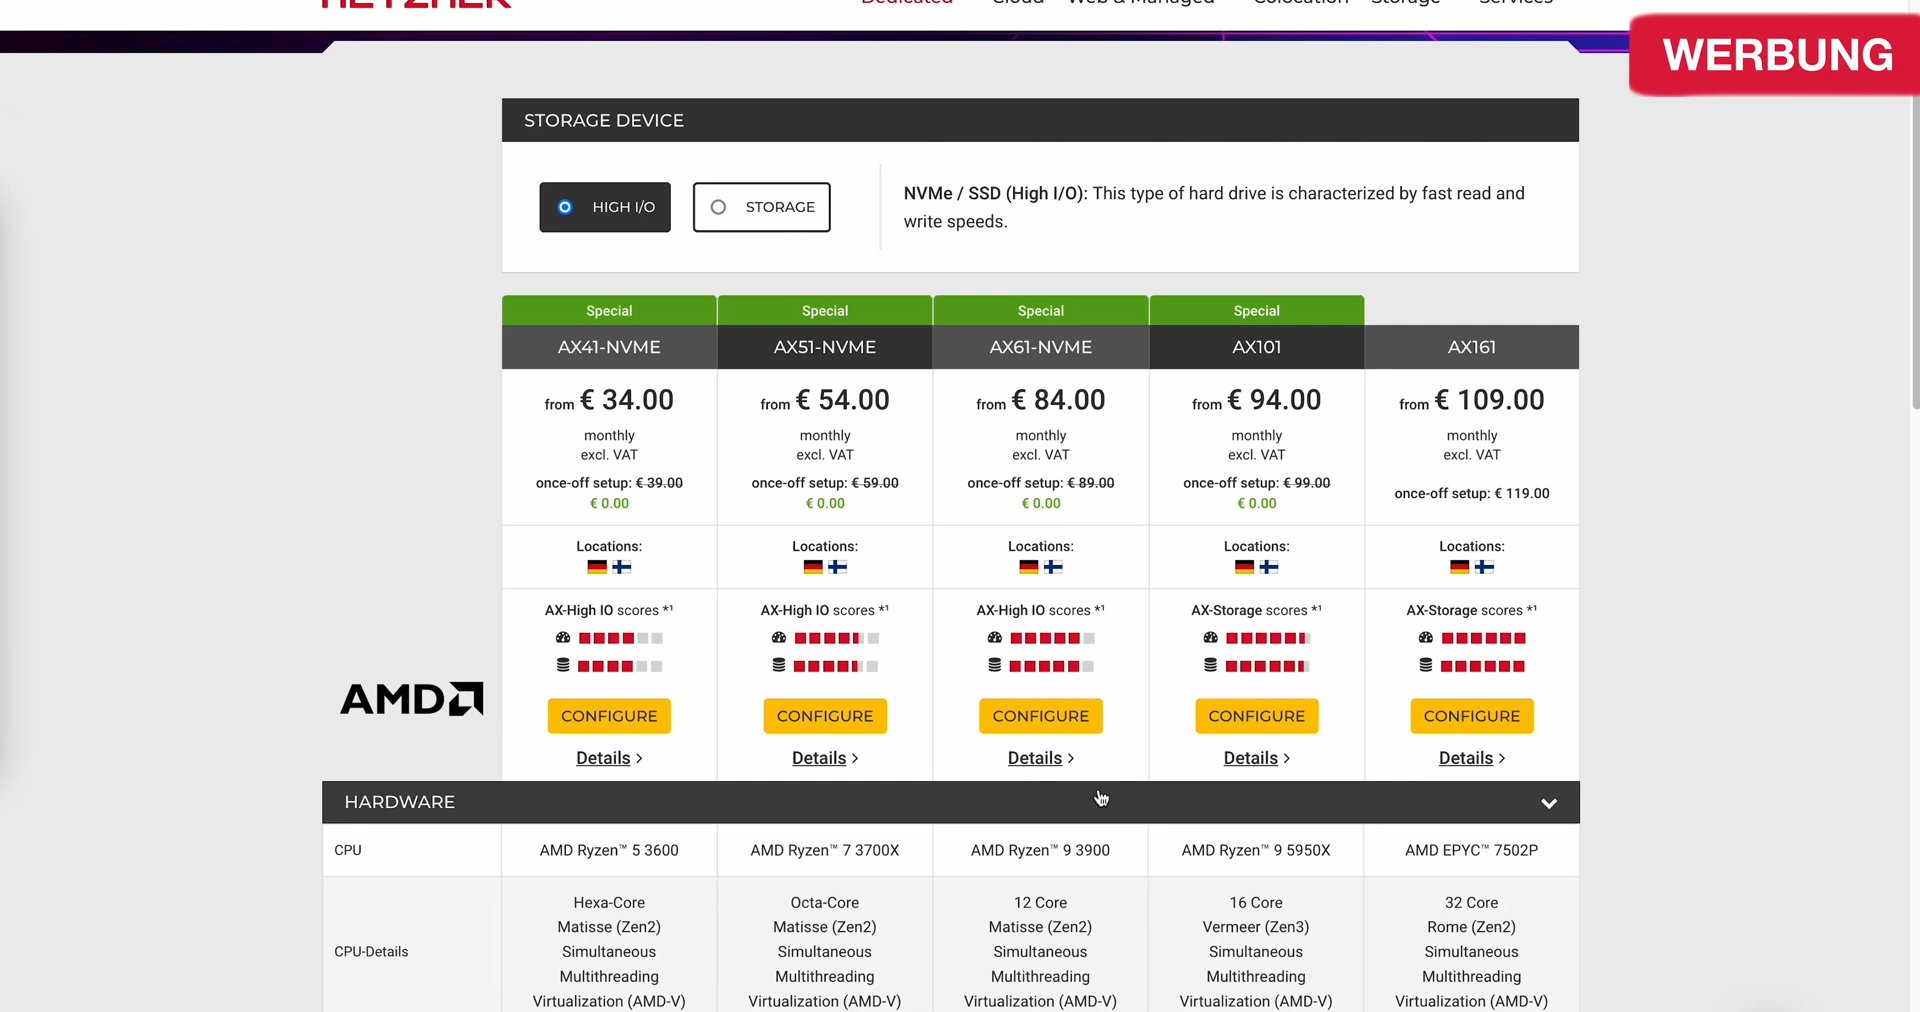 HETZNER
Dedicated Cloud Web & Managed Colocation Storage Services
WERBUNG
STORAGE DEVICE
HIGH I/O STORAGE
NVMe / SSD (High I/O): This type of hard drive is characterized by fast read and
write speeds.
Special Special Special Special
AX41-NVME AX51-NVME AX61-NVME AX101 AX161
from € 34.00 from € 54.00 from € 84.00 from € 94.00 from € 109.00
monthly monthly monthly monthly monthly
excl. VAT excl. VAT excl. VAT excl. VAT excl. VAT
once-off setup: € 39.00 once-off setup: € 59.00 once-off setup: € 89.00 once-off setup: € 99.00 once-off setup: € 119.00
€ 0.00 € 0.00 € 0.00 € 0.00
Locations: Locations: Locations: Locations: Locations:
AX-High IO scores *¹ AX-High IO scores *¹ AX-High IO scores *¹ AX-Storage scores *¹ AX-Storage scores *¹
AMD
CONFIGURE CONFIGURE CONFIGURE CONFIGURE CONFIGURE
Details > Details > Details > Details > Details >
HARDWARE
CPU AMD Ryzen™ 5 3600 AMD Ryzen™ 7 3700X AMD Ryzen™ 9 3900 AMD Ryzen™ 9 5950X AMD EPYC™ 7502P
Hexa-Core Octa-Core 12 Core 16 Core 32 Core
Matisse (Zen2) Matisse (Zen2) Matisse (Zen2) Vermeer (Zen3) Rome (Zen2)
CPU-Details Simultaneous Simultaneous Simultaneous Simultaneous Simultaneous
Multithreading Multithreading Multithreading Multithreading Multithreading
Virtualization (AMD-V) Virtualization (AMD-V) Virtualization (AMD-V) Virtualization (AMD-V) Virtualization (AMD-V)